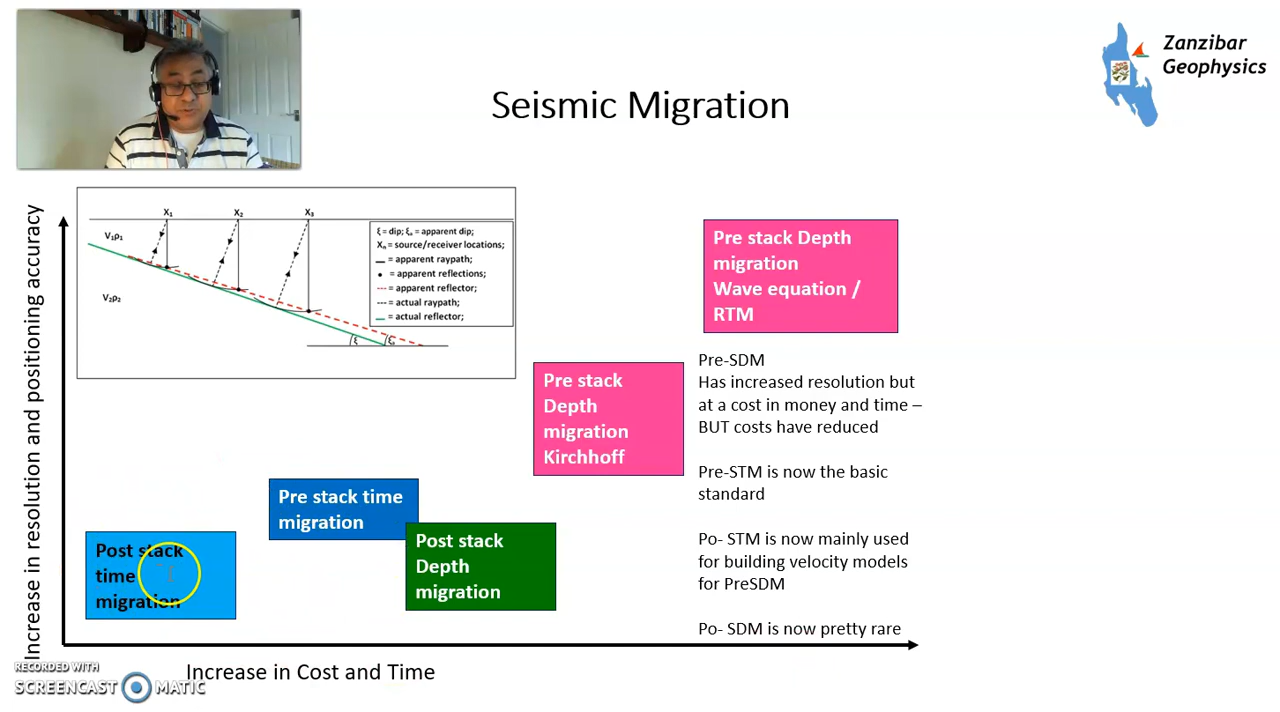 Zanzibar
Geophysics
Seismic Migration
Increase in resolution and positioning accuracy
X₁ X₂ X₃
V₁ρ₁
V₂ρ₂
ξ = dip; ξₐ = apparent dip;
Xₙ = source/receiver locations;
= apparent raypath;
= apparent reflections;
= apparent reflector;
= actual raypath;
= actual reflector;
ξ ξₐ
Pre stack Depth
migration
Wave equation /
RTM
Pre stack
Depth
migration
Kirchhoff
Pre stack time
migration
Post stack
Depth
migration
Post stack
time
migration
Pre-SDM
Has increased resolution but
at a cost in money and time –
BUT costs have reduced
Pre-STM is now the basic
standard
Po- STM is now mainly used
for building velocity models
for PreSDM
Po- SDM is now pretty rare
Increase in Cost and Time
RECORDED WITH
SCREENCAST MATIC